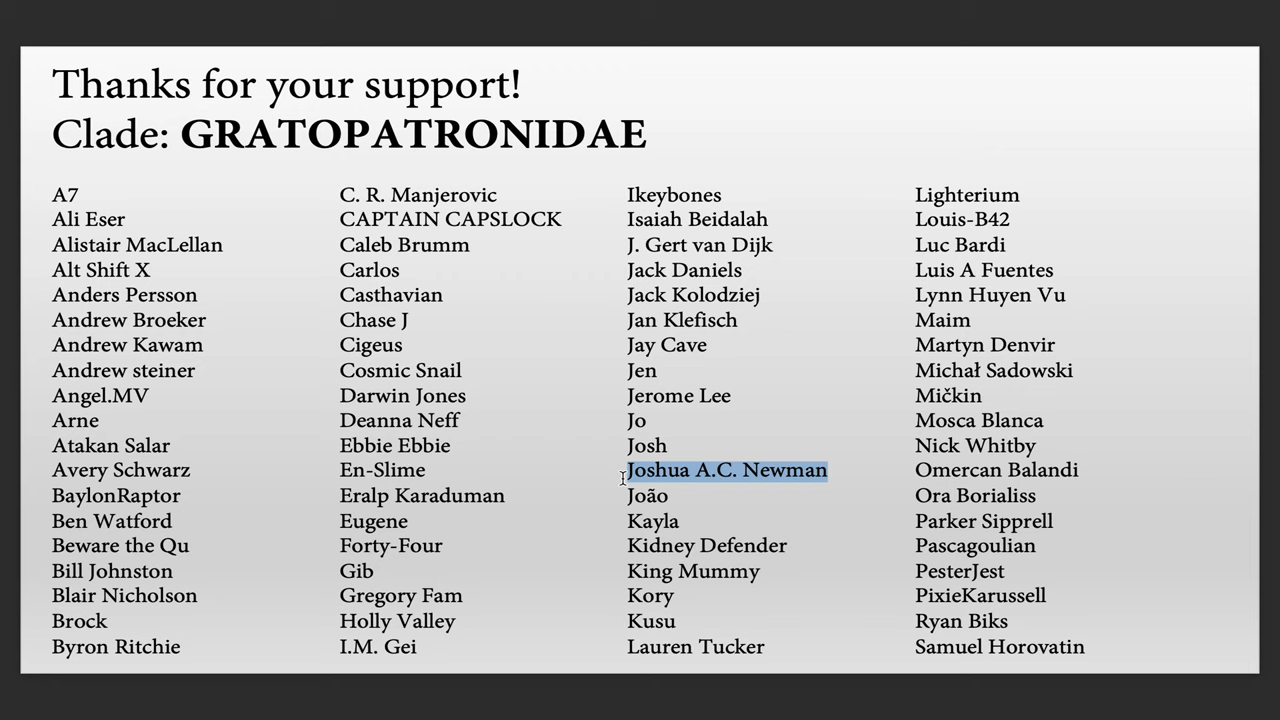 Thanks for your support!
Clade: GRATOPATRONIDAE
A7
Ali Eser
Alistair MacLellan
Alt Shift X
Anders Persson
Andrew Broeker
Andrew Kawam
Andrew steiner
Angel.MV
Arne
Atakan Salar
Avery Schwarz
BaylonRaptor
Ben Watford
Beware the Qu
Bill Johnston
Blair Nicholson
Brock
Byron Ritchie
C. R. Manjerovic
CAPTAIN CAPSLOCK
Caleb Brumm
Carlos
Casthavian
Chase J
Cigeus
Cosmic Snail
Darwin Jones
Deanna Neff
Ebbie Ebbie
En-Slime
Eralp Karaduman
Eugene
Forty-Four
Gib
Gregory Fam
Holly Valley
I.M. Gei
Ikeybones
Isaiah Beidalah
J. Gert van Dijk
Jack Daniels
Jack Kolodziej
Jan Klefisch
Jay Cave
Jen
Jerome Lee
Jo
Josh
Joshua A.C. Newman
João
Kayla
Kidney Defender
King Mummy
Kory
Kusu
Lauren Tucker
Lighterium
Louis-B42
Luc Bardi
Luis A Fuentes
Lynn Huyen Vu
Maim
Martyn Denvir
Michał Sadowski
Mičkin
Mosca Blanca
Nick Whitby
Omercan Balandi
Ora Borialiss
Parker Sipprell
Pascagoulian
PesterJest
PixieKarussell
Ryan Biks
Samuel Horovatin